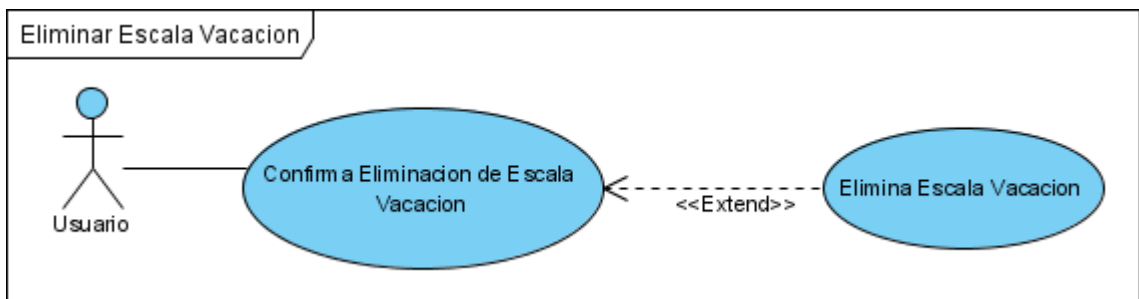 Eliminar Escala Vacacion
Confirma Eliminacion de Escala
Vacacion
Elimina Escala Vacacion
<<Extend>>
Usuario